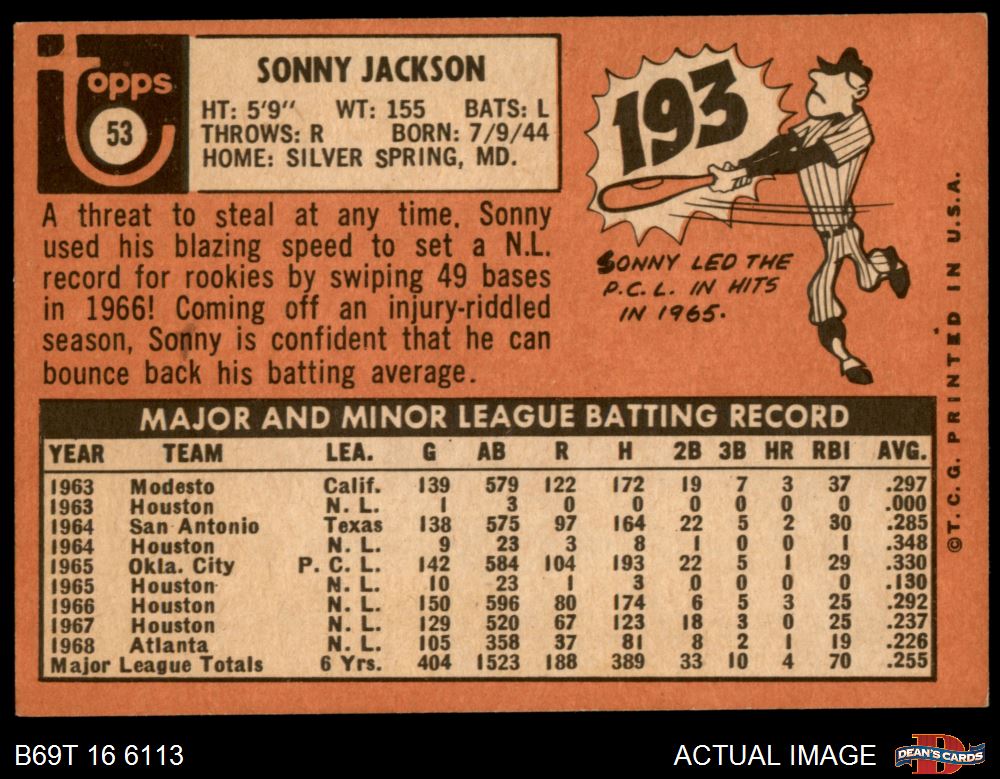 Topps
53
SONNY JACKSON
HT: 5'9" WT: 155 BATS: L
THROWS: R BORN: 7/9/44
HOME: SILVER SPRING, MD.
A threat to steal at any time, Sonny
used his blazing speed to set a N.L.
record for rookies by swiping 49 bases
in 1966! Coming off an injury-riddled
season, Sonny is confident that he can
bounce back his batting average.
193
SONNY LED THE
P.C.L. IN HITS
IN 1965.
MAJOR AND MINOR LEAGUE BATTING RECORD
YEAR TEAM LEA. G AB R H 2B 3B HR RBI AVG.
1963 Modesto Calif. 139 579 122 172 19 7 3 37 .297
1963 Houston N. L. 1 3 0 0 0 0 0 0 .000
1964 San Antonio Texas 138 575 97 164 22 5 2 30 .285
1964 Houston N. L. 9 23 3 8 1 0 0 1 .348
1965 Okla. City P. C. L. 142 584 104 193 22 5 1 29 .330
1965 Houston N. L. 10 23 1 3 0 0 0 0 .130
1966 Houston N. L. 150 596 80 174 6 5 3 25 .292
1967 Houston N. L. 129 520 67 123 18 3 0 25 .237
1968 Atlanta N. L. 105 358 37 81 8 2 1 19 .226
Major League Totals 6 Yrs. 404 1523 188 389 33 10 4 70 .255
©T. C. G. PRINTED IN U.S.A.
B69T 16 6113
ACTUAL IMAGE
DEAN'S CARDS